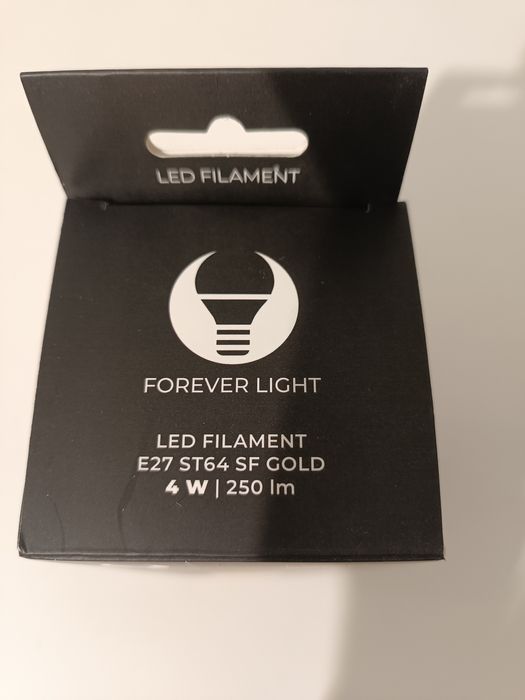 LED FILAMENT
FOREVER LIGHT
LED FILAMENT
E27 ST64 SF GOLD
4 W | 250 lm